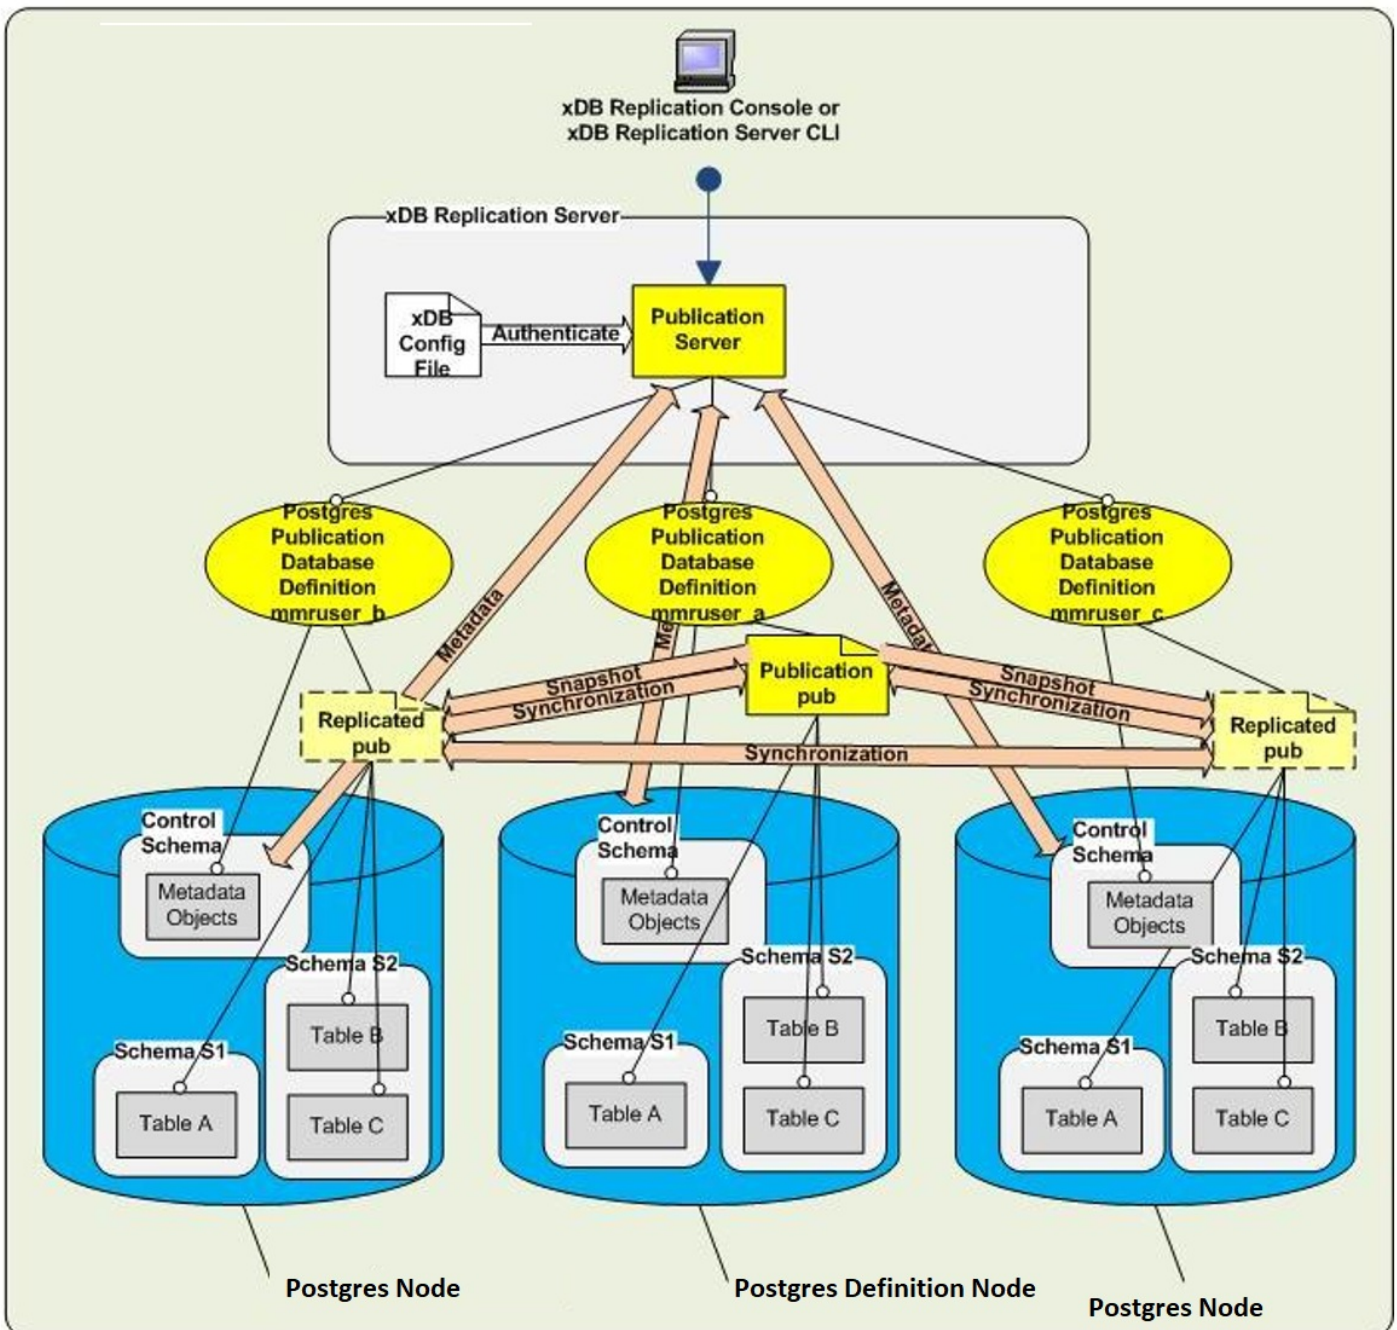 xDB Replication Console or
xDB Replication Server CLI
xDB Replication Server
xDB
Config
File
Authenticate
Publication
Server
Postgres
Publication
Database
Definition
mmruser_b
Postgres
Publication
Database
Definition
mmruser_a
Postgres
Publication
Database
Definition
mmruser_c
Metadata
Me
Metadat
Snapshot
Synchronization
Publication
pub
Snapshot
Synchronization
Replicated
pub
Synchronization
Replicated
pub
Control
Schema
Metadata
Objects
Schema S2
Table B
Table C
Schema S1
Table A
Control
Schema
Metadata
Objects
Schema S2
Table B
Table C
Schema S1
Table A
Control
Schema
Metadata
Objects
Schema S2
Table B
Table C
Schema S1
Table A
Postgres Node
Postgres Definition Node
Postgres Node